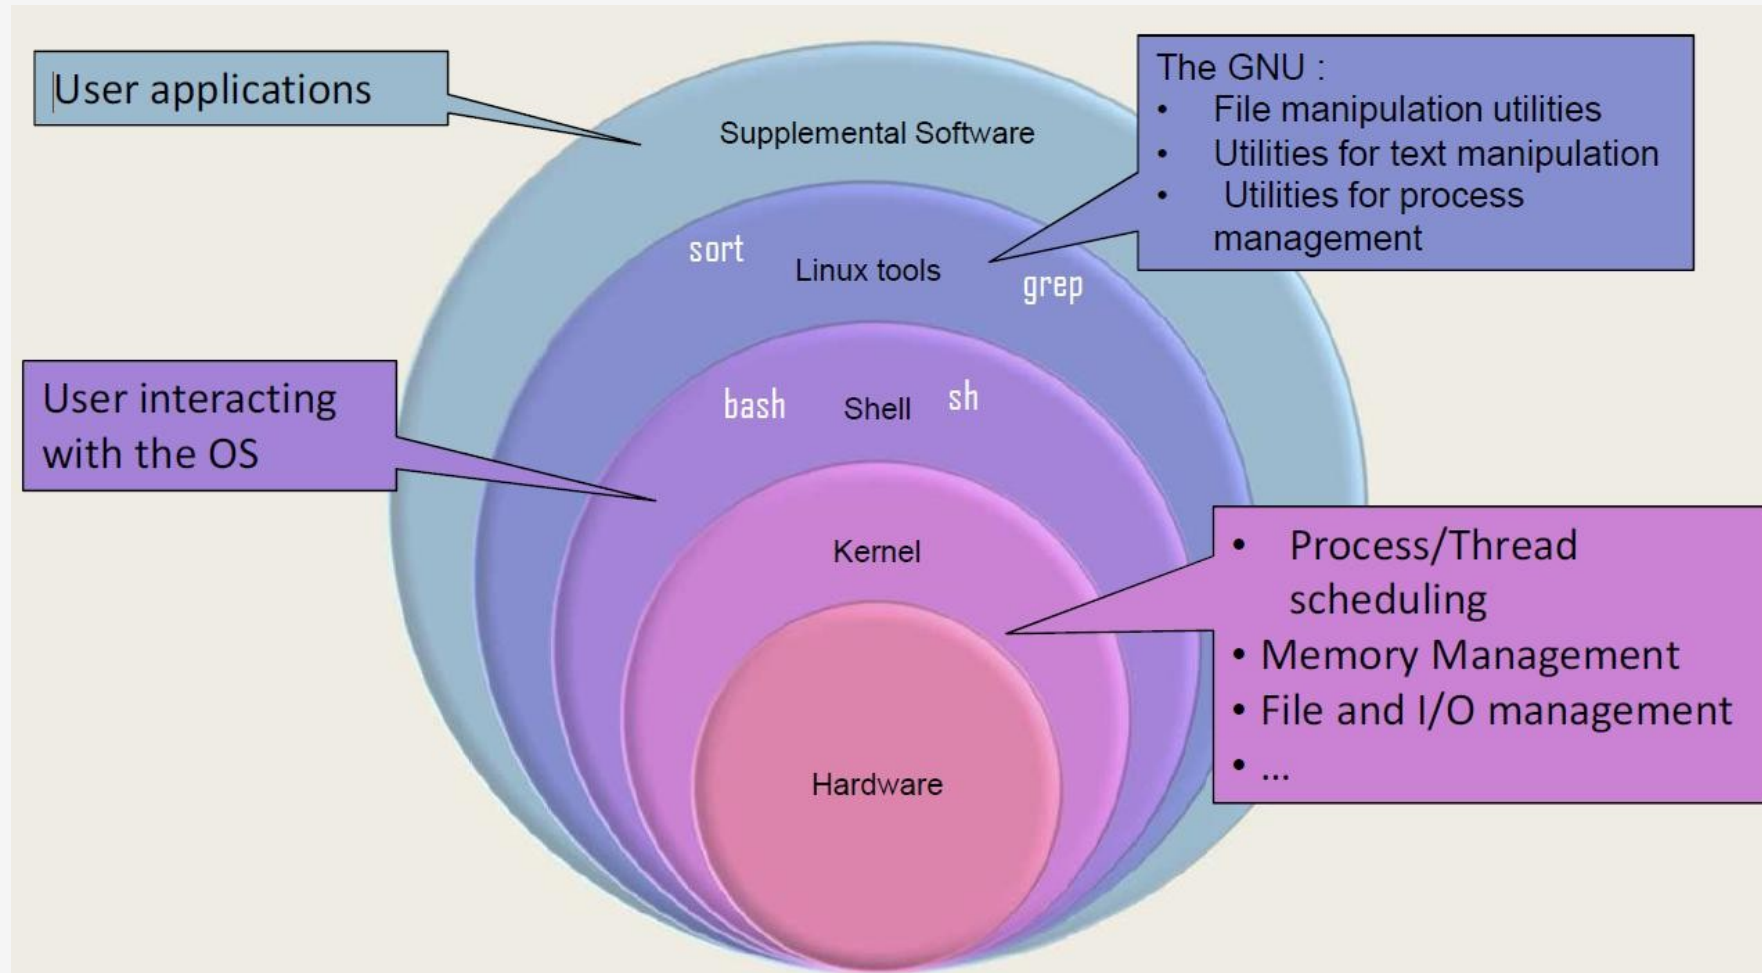 User applications
The GNU :
• File manipulation utilities
• Utilities for text manipulation
• Utilities for process
management
Supplemental Software
sort
Linux tools
grep
User interacting
with the OS
bash
Shell
sh
Kernel
• Process/Thread
scheduling
• Memory Management
• File and I/O management
• ...
Hardware